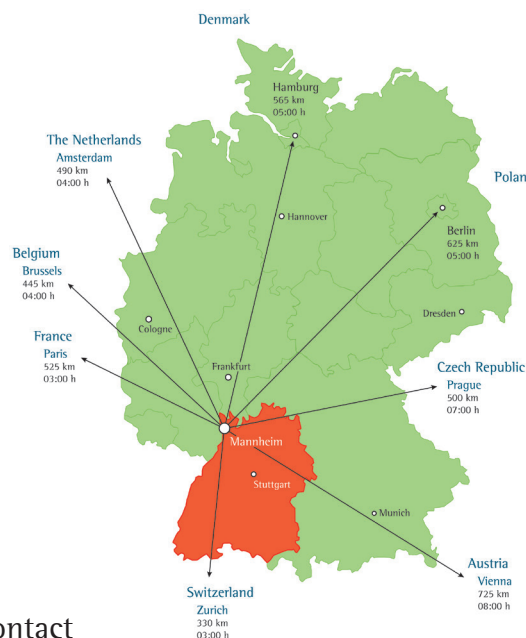 Denmark
Hamburg
565 km
05:00 h
The Netherlands
Amsterdam
490 km
04:00 h
Poland
Hannover
Berlin
625 km
05:00 h
Belgium
Brussels
445 km
04:00 h
Cologne
Dresden
France
Paris
525 km
03:00 h
Frankfurt
Czech Republic
Prague
500 km
07:00 h
Mannheim
Stuttgart
Munich
Austria
Vienna
725 km
08:00 h
Switzerland
Zurich
330 km
03:00 h
ontact